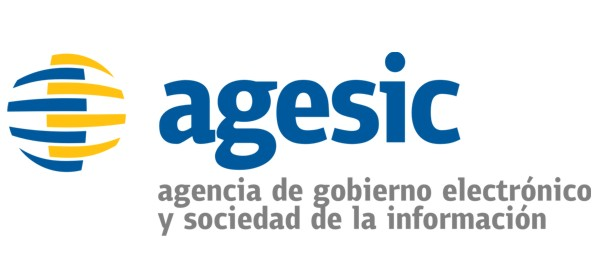 agesic
agencia de gobierno electrónico
y sociedad de la información